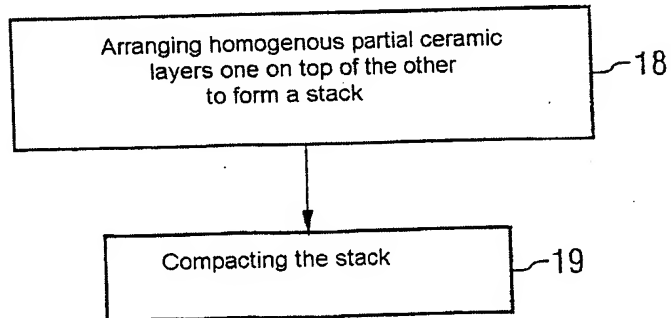 Arranging homogenous partial ceramic
layers one on top of the other
to form a stack
18
Compacting the stack
19